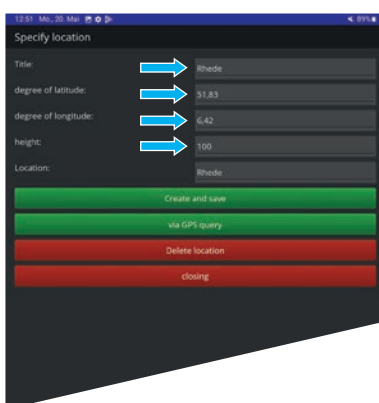 12:51 Mo., 20. Mai 89%
Specify location
Title: Rhede
degree of latitude: 51,83
degree of longitude: 6,42
height: 100
Location: Rhede
Create and save
via GPS query
Delete location
closing